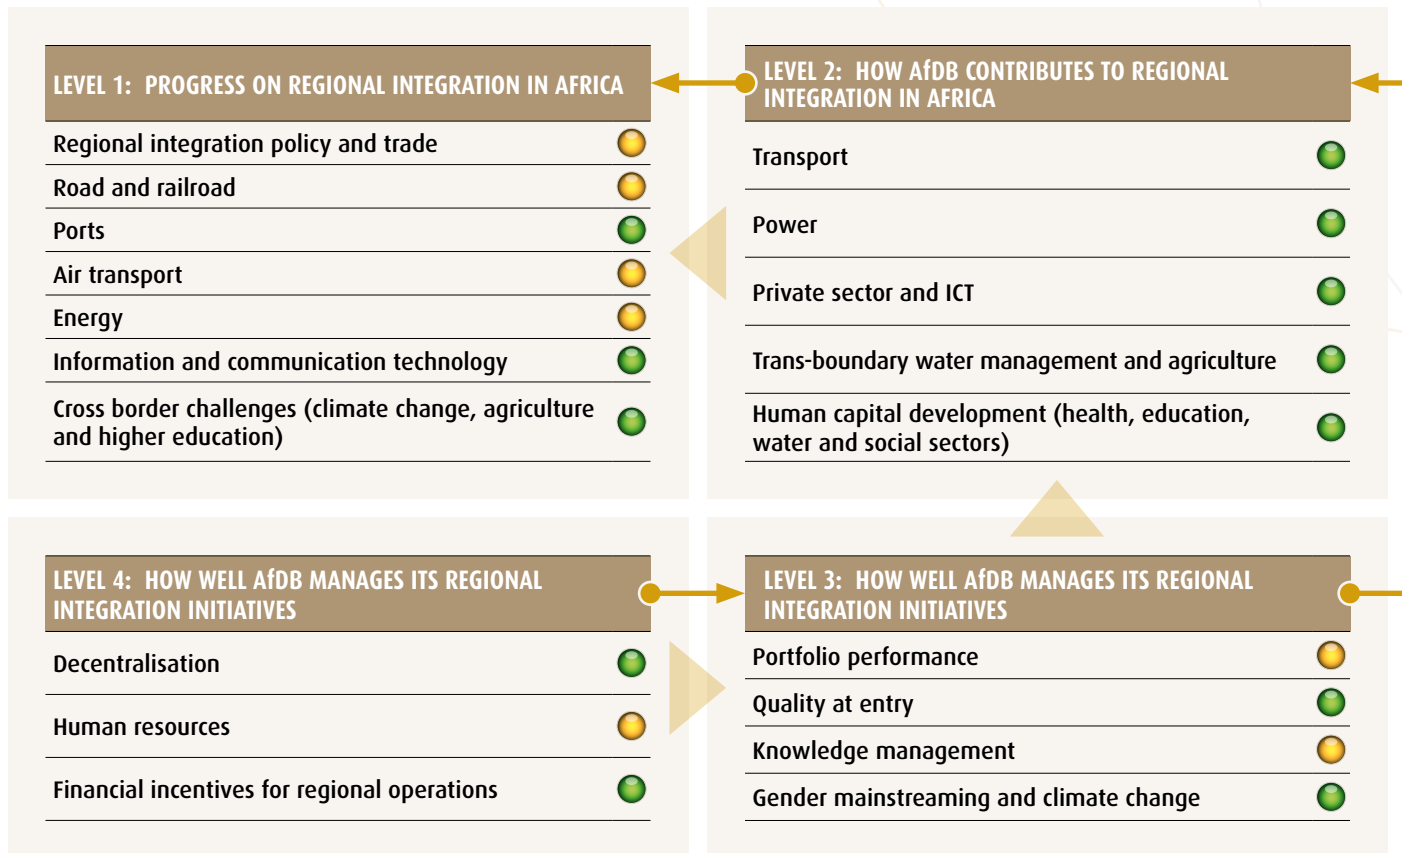 LEVEL 1: PROGRESS ON REGIONAL INTEGRATION IN AFRICA
Regional integration policy and trade
Road and railroad
Ports
Air transport
Energy
Information and communication technology
Cross border challenges (climate change, agriculture
and higher education)
LEVEL 2: HOW AfDB CONTRIBUTES TO REGIONAL
INTEGRATION IN AFRICA
Transport
Power
Private sector and ICT
Trans-boundary water management and agriculture
Human capital development (health, education,
water and social sectors)
LEVEL 4: HOW WELL AfDB MANAGES ITS REGIONAL
INTEGRATION INITIATIVES
Decentralisation
Human resources
Financial incentives for regional operations
LEVEL 3: HOW WELL AfDB MANAGES ITS REGIONAL
INTEGRATION INITIATIVES
Portfolio performance
Quality at entry
Knowledge management
Gender mainstreaming and climate change